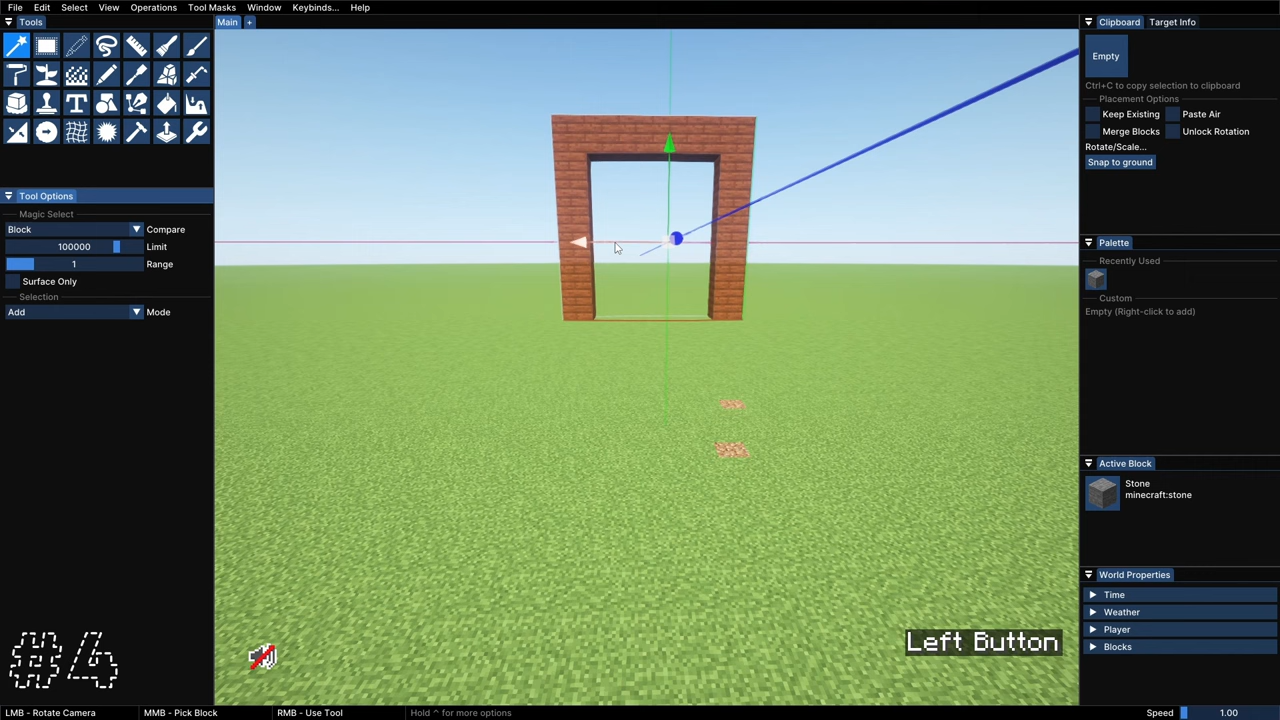 File Edit Select View Operations Tool Masks Window Keybinds... Help
Tools
Main +
Clipboard Target Info
Empty
Ctrl+C to copy selection to clipboard
Placement Options
Keep Existing Paste Air
Merge Blocks Unlock Rotation
Rotate/Scale...
Snap to ground
Tool Options
Magic Select
Block Compare
100000 Limit
1 Range
Surface Only
Selection
Add Mode
Palette
Recently Used
Custom
Empty (Right-click to add)
Active Block
Stone
minecraft:stone
World Properties
Time
Weather
Player
Blocks
Left Button
#4
LMB - Rotate Camera MMB - Pick Block RMB - Use Tool Hold ^ for more options Speed 1.00